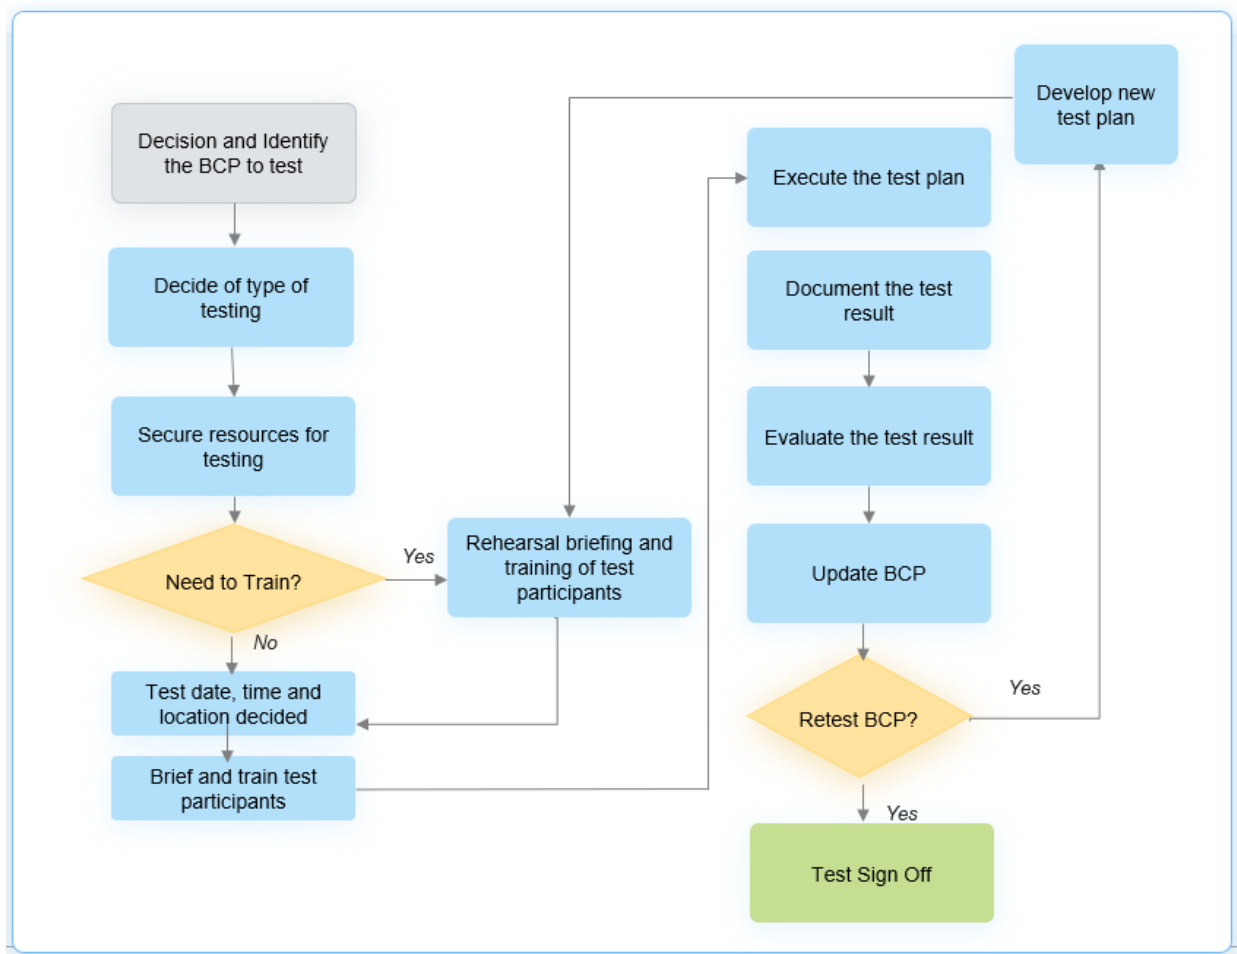 Decision and Identify
the BCP to test
Decide of type of
testing
Secure resources for
testing
Need to Train?
Yes
No
Rehearsal briefing and
training of test
participants
Test date, time and
location decided
Brief and train test
participants
Develop new
test plan
Execute the test plan
Document the test
result
Evaluate the test result
Update BCP
Retest BCP?
Yes
Yes
Test Sign Off